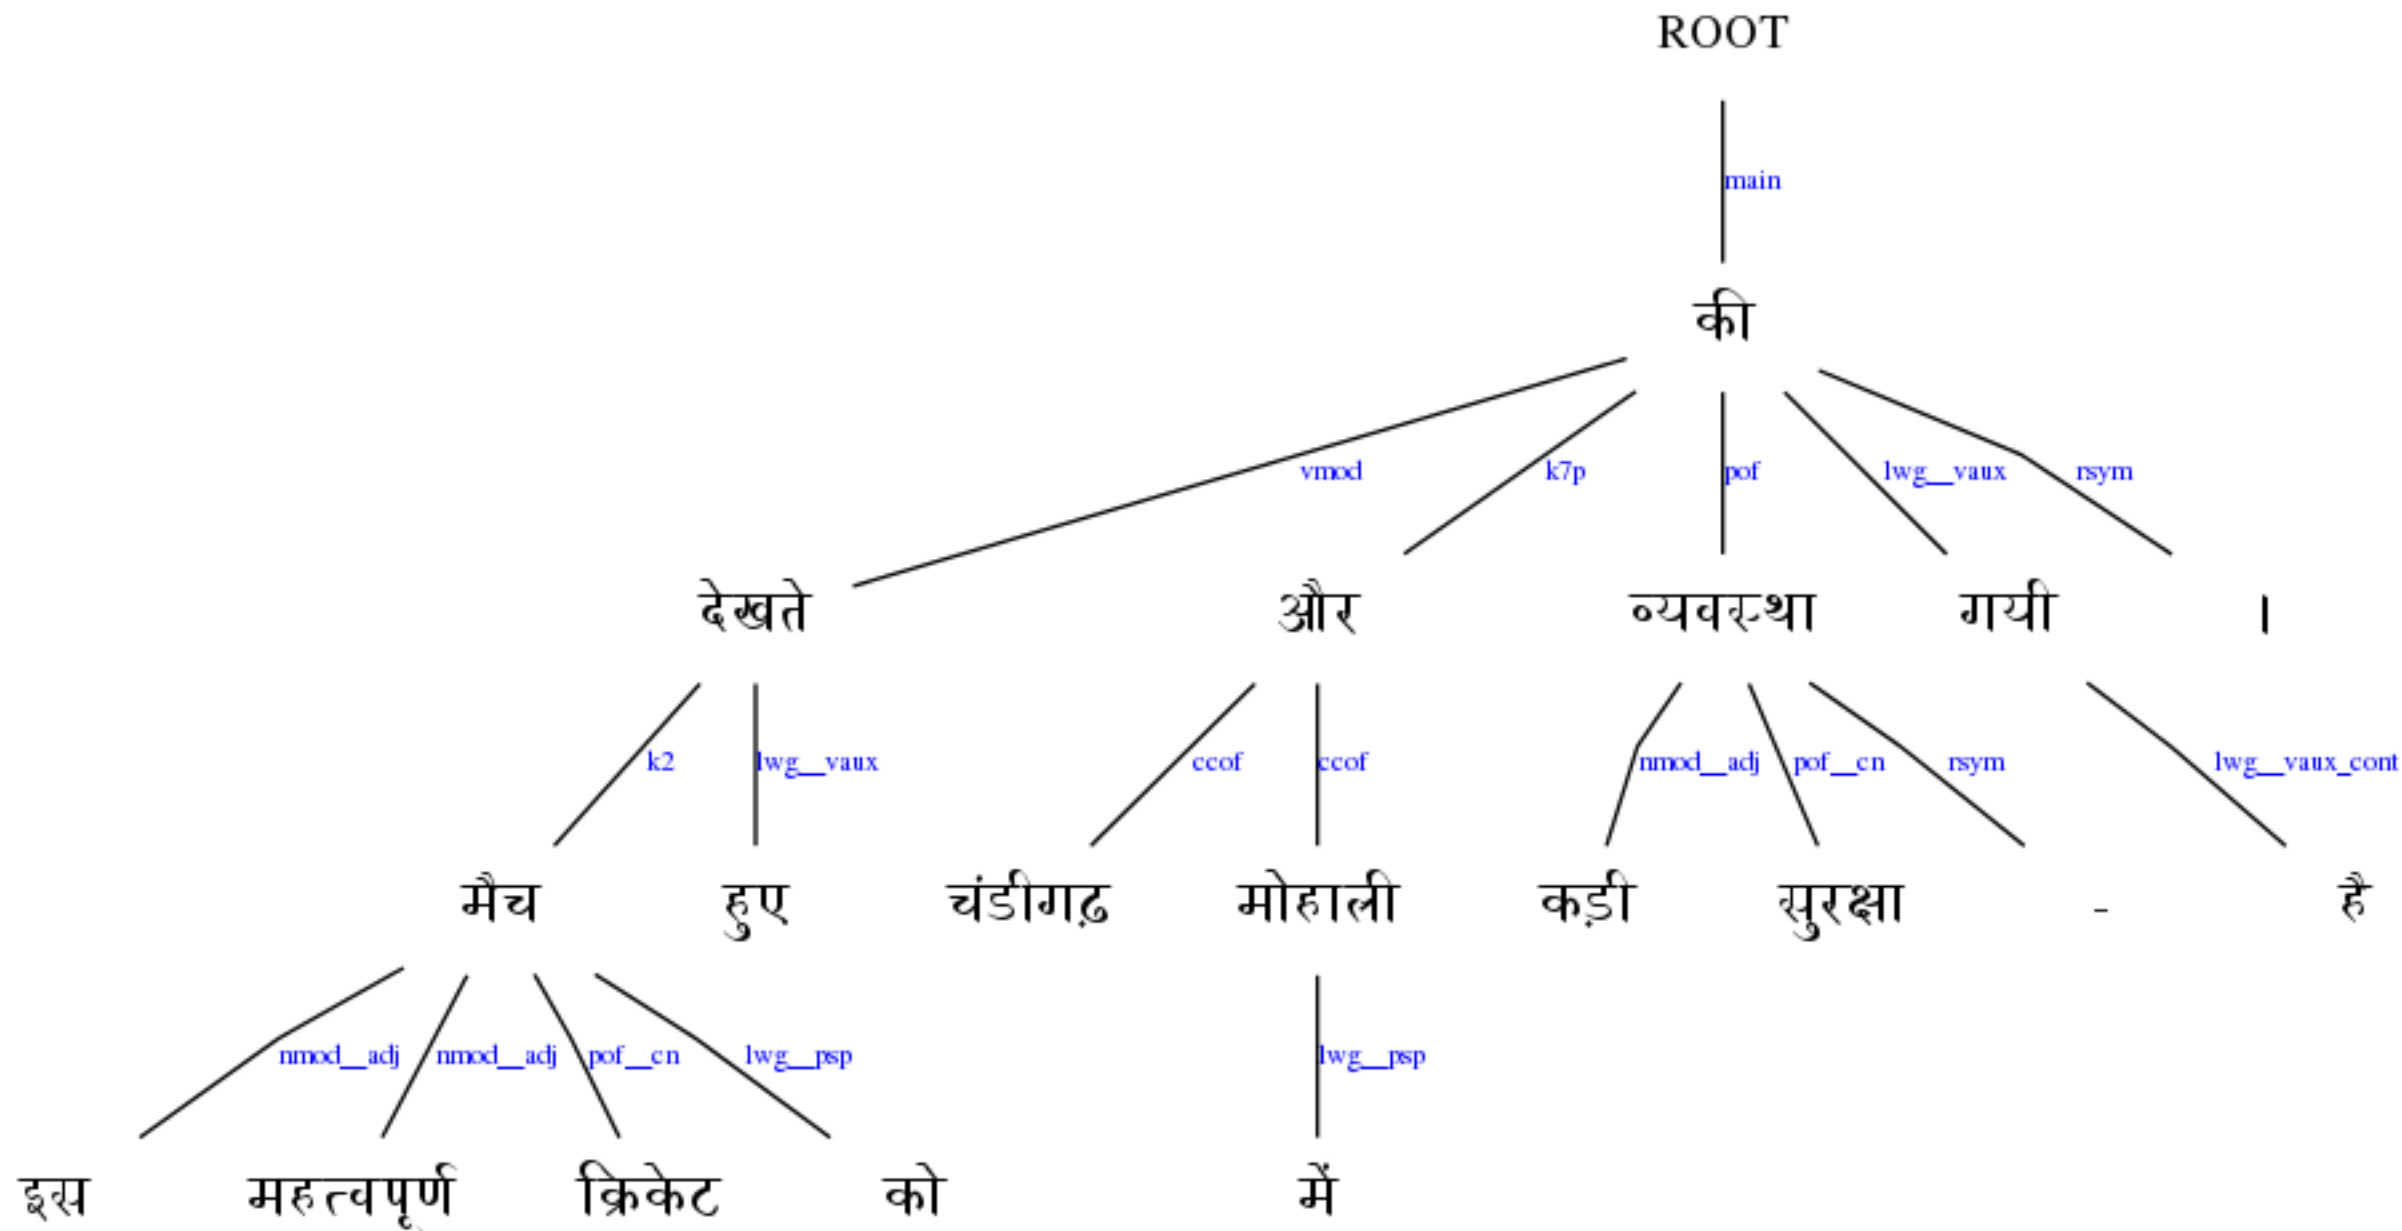 ROOT
main
की
vmod k7p pof lwg__vaux rsym
देखते और व्यवस्था गयी ।
k2 lwg__vaux ccof ccof nmod__adj pof__cn rsym lwg__vaux_cont
मैच हुए चंडीगढ़ मोहाली कड़ी सुरक्षा - है
nmod__adj nmod__adj pof__cn lwg__psp lwg__psp
इस महत्वपूर्ण क्रिकेट को में